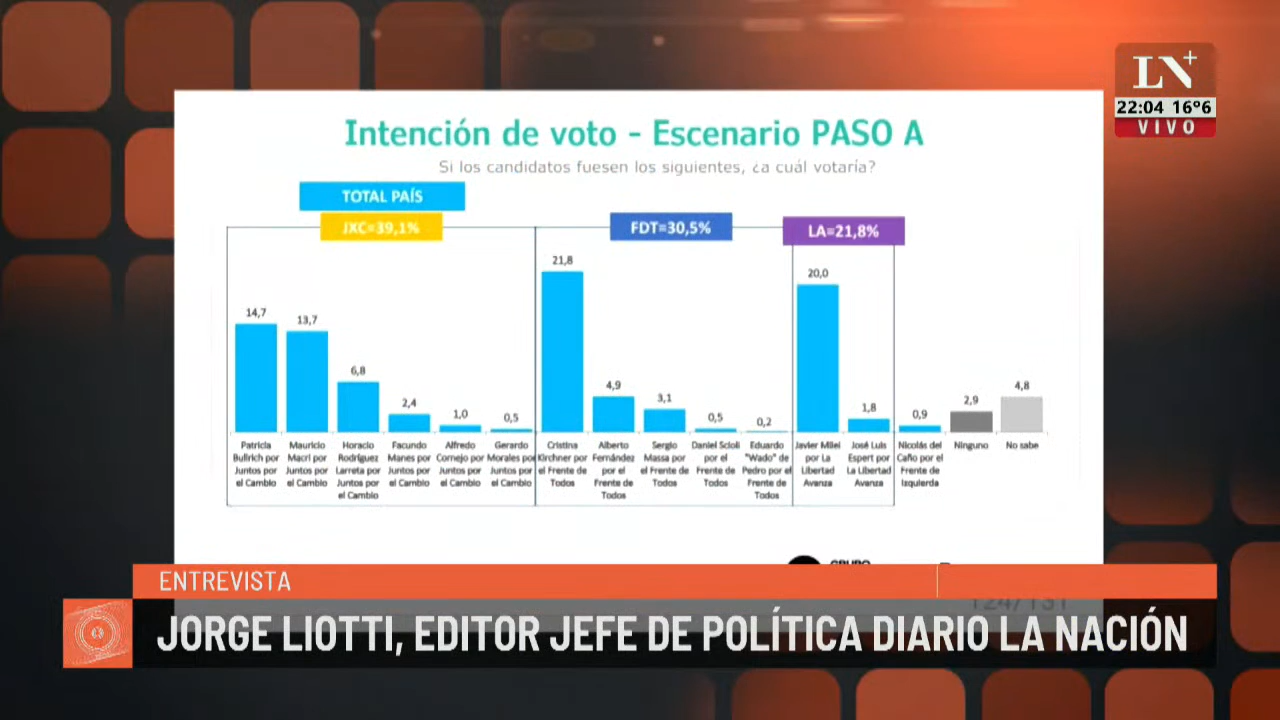 LN+
22:04 16º6
VIVO
Intención de voto - Escenario PASO A
Si los candidatos fuesen los siguientes, ¿a cuál votaría?
TOTAL PAÍS
JXC=39,1%
FDT=30,5%
LA=21,8%
14,7
13,7
6,8
2,4
1,0
0,5
21,8
4,9
3,1
0,5
0,2
20,0
1,8
0,9
2,9
4,8
Patricia
Bullrich por
Juntos por
el Cambio
Mauricio
Macri por
Juntos por
el Cambio
Horacio
Rodríguez
Larreta por
Juntos por
el Cambio
Facundo
Manes por
Juntos por
el Cambio
Alfredo
Cornejo por
Juntos por
el Cambio
Gerardo
Morales por
Juntos por
el Cambio
Cristina
Kirchner por
el Frente de
Todos
Alberto
Fernández
por el
Frente de
Todos
Sergio
Massa por
el Frente de
Todos
Daniel Scioli
por el
Frente de
Todos
Eduardo
"Wado" de
Pedro por el
Frente de
Todos
Javier Milei
por La
Libertad
Avanza
José Luis
Espert por
La Libertad
Avanza
Nicolás del
Caño por el
Frente de
Izquierda
Ninguno
No sabe
ENTREVISTA
124/131
JORGE LIOTTI, EDITOR JEFE DE POLÍTICA DIARIO LA NACIÓN